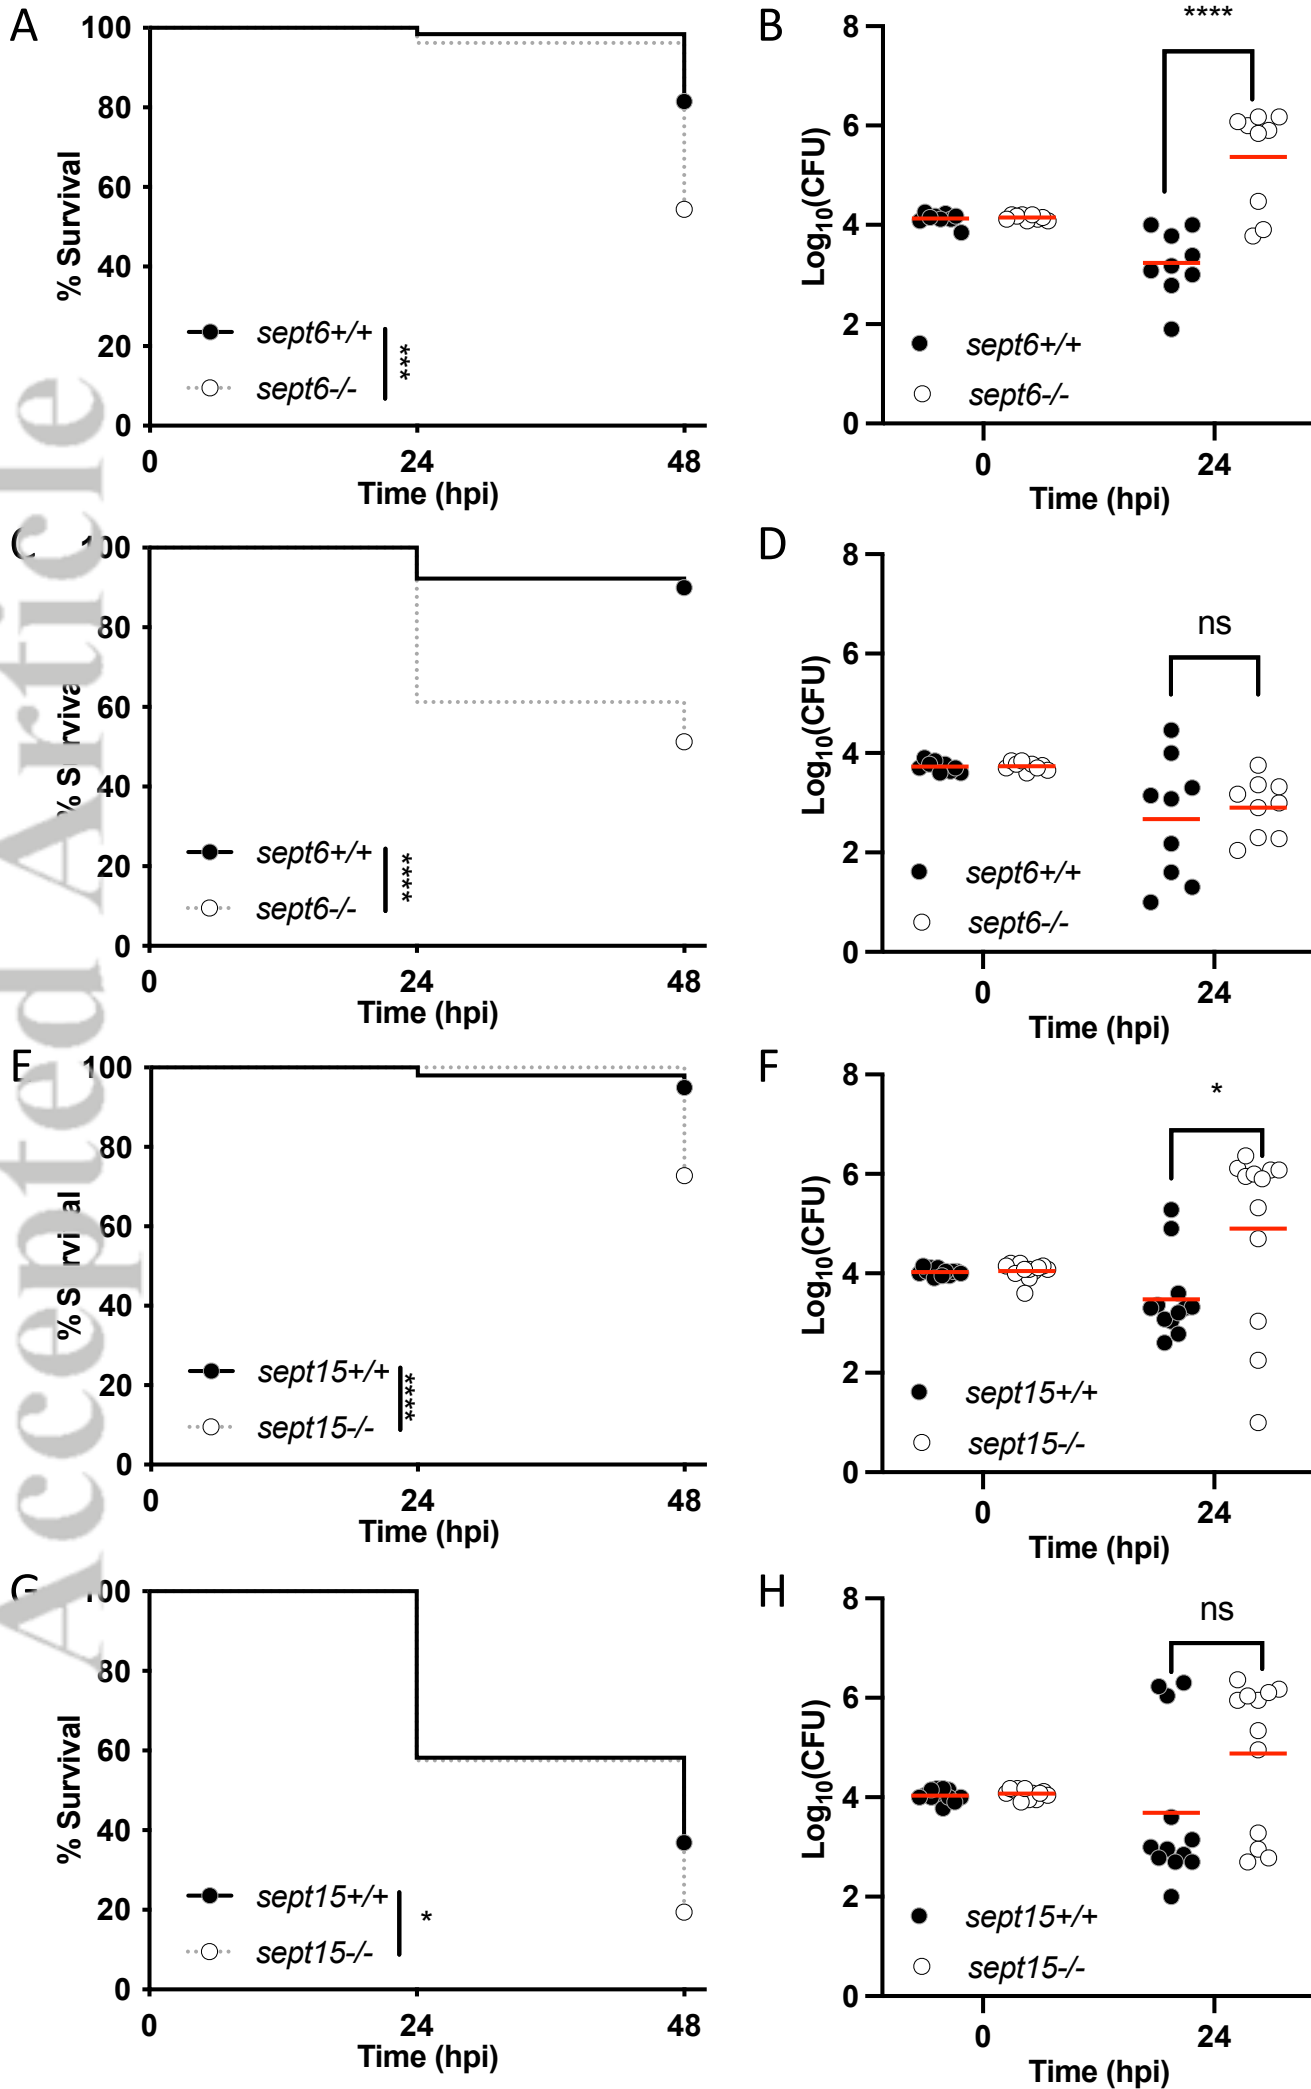 A
100
80
60
40
20
0
% Survival
sept6+/+
sept6-/-
***
0
24
48
Time (hpi)
B
****
8
6
4
2
0
Log10(CFU)
sept6+/+
sept6-/-
0
24
Time (hpi)
C
100
80
60
40
20
0
% Survival
sept6+/+
sept6-/-
****
0
24
48
Time (hpi)
D
ns
8
6
4
2
0
Log10(CFU)
sept6+/+
sept6-/-
0
24
Time (hpi)
E
100
80
60
40
20
0
% Survival
sept15+/+
sept15-/-
****
0
24
48
Time (hpi)
F
*
8
6
4
2
0
Log10(CFU)
sept15+/+
sept15-/-
0
24
Time (hpi)
G
100
80
60
40
20
0
% Survival
sept15+/+
sept15-/-
*
0
24
48
Time (hpi)
H
ns
8
6
4
2
0
Log10(CFU)
sept15+/+
sept15-/-
0
24
Time (hpi)
Accepted Article